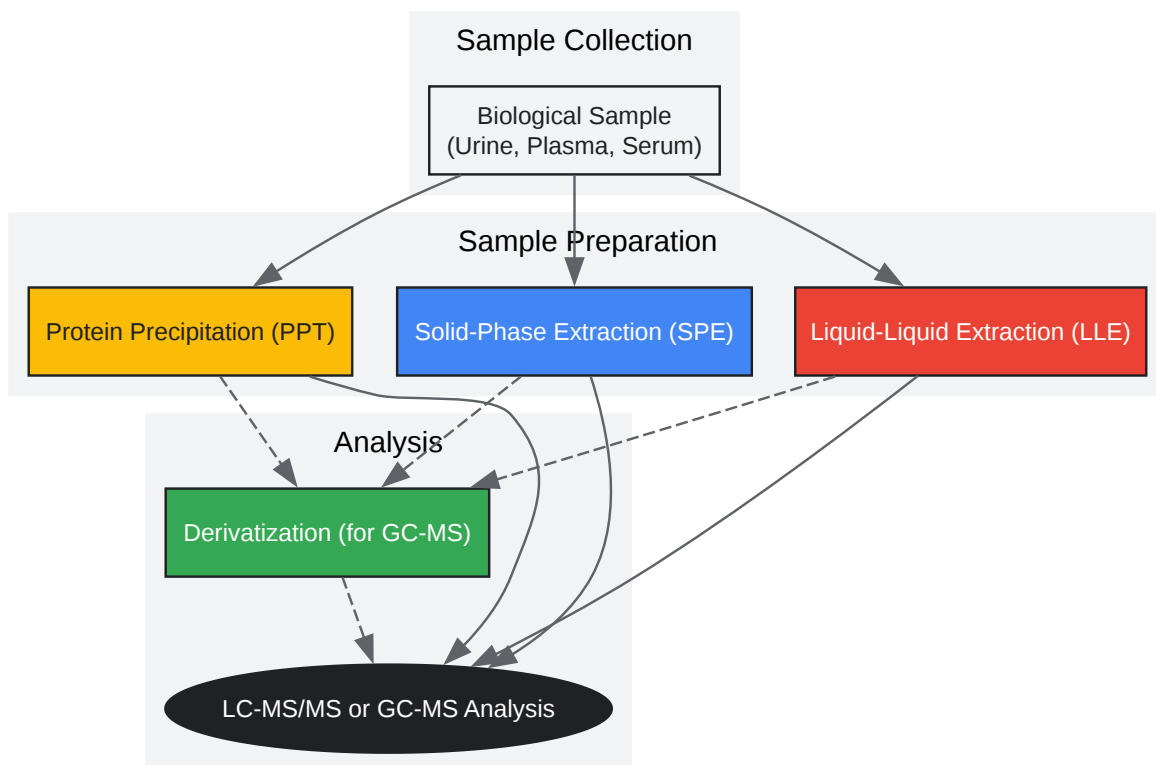 Sample Collection
Biological Sample
(Urine, Plasma, Serum)
Sample Preparation
Protein Precipitation (PPT)
Solid-Phase Extraction (SPE)
Liquid-Liquid Extraction (LLE)
Analysis
Derivatization (for GC-MS)
LC-MS/MS or GC-MS Analysis